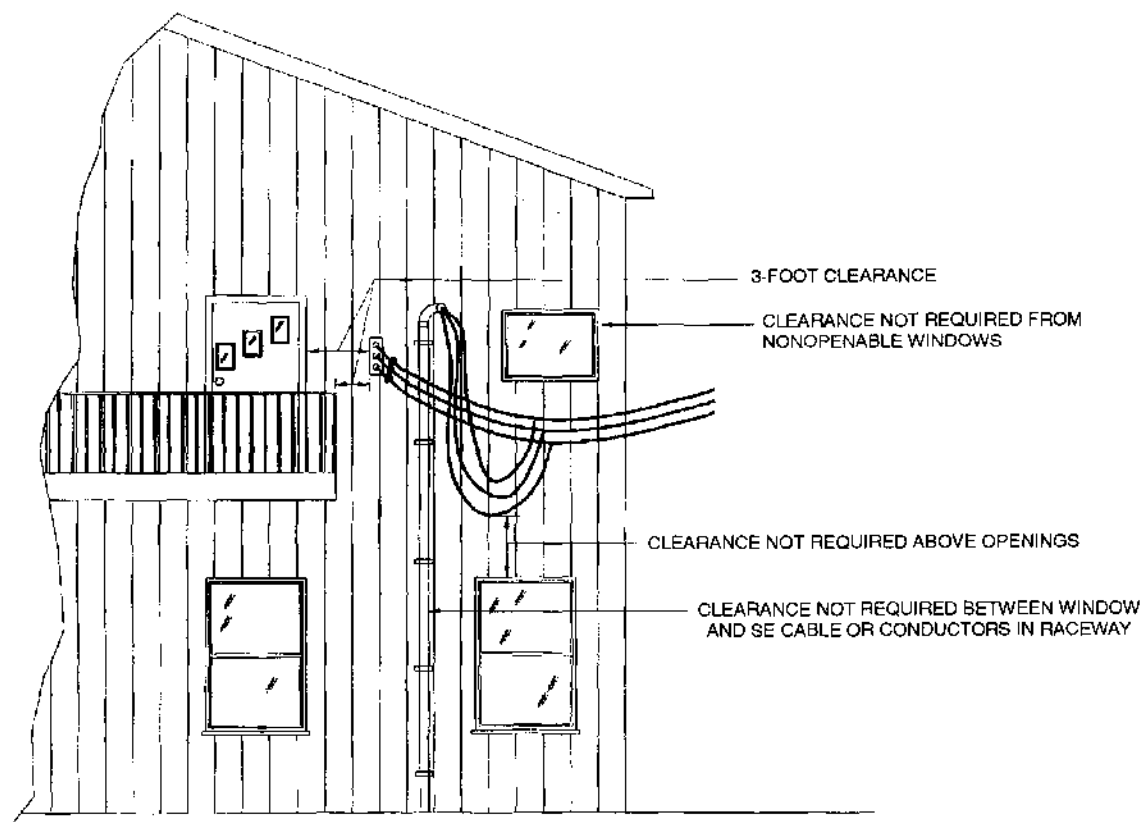 3-FOOT CLEARANCE
CLEARANCE NOT REQUIRED FROM
NONOPENABLE WINDOWS
CLEARANCE NOT REQUIRED ABOVE OPENINGS
CLEARANCE NOT REQUIRED BETWEEN WINDOW
AND SE CABLE OR CONDUCTORS IN RACEWAY